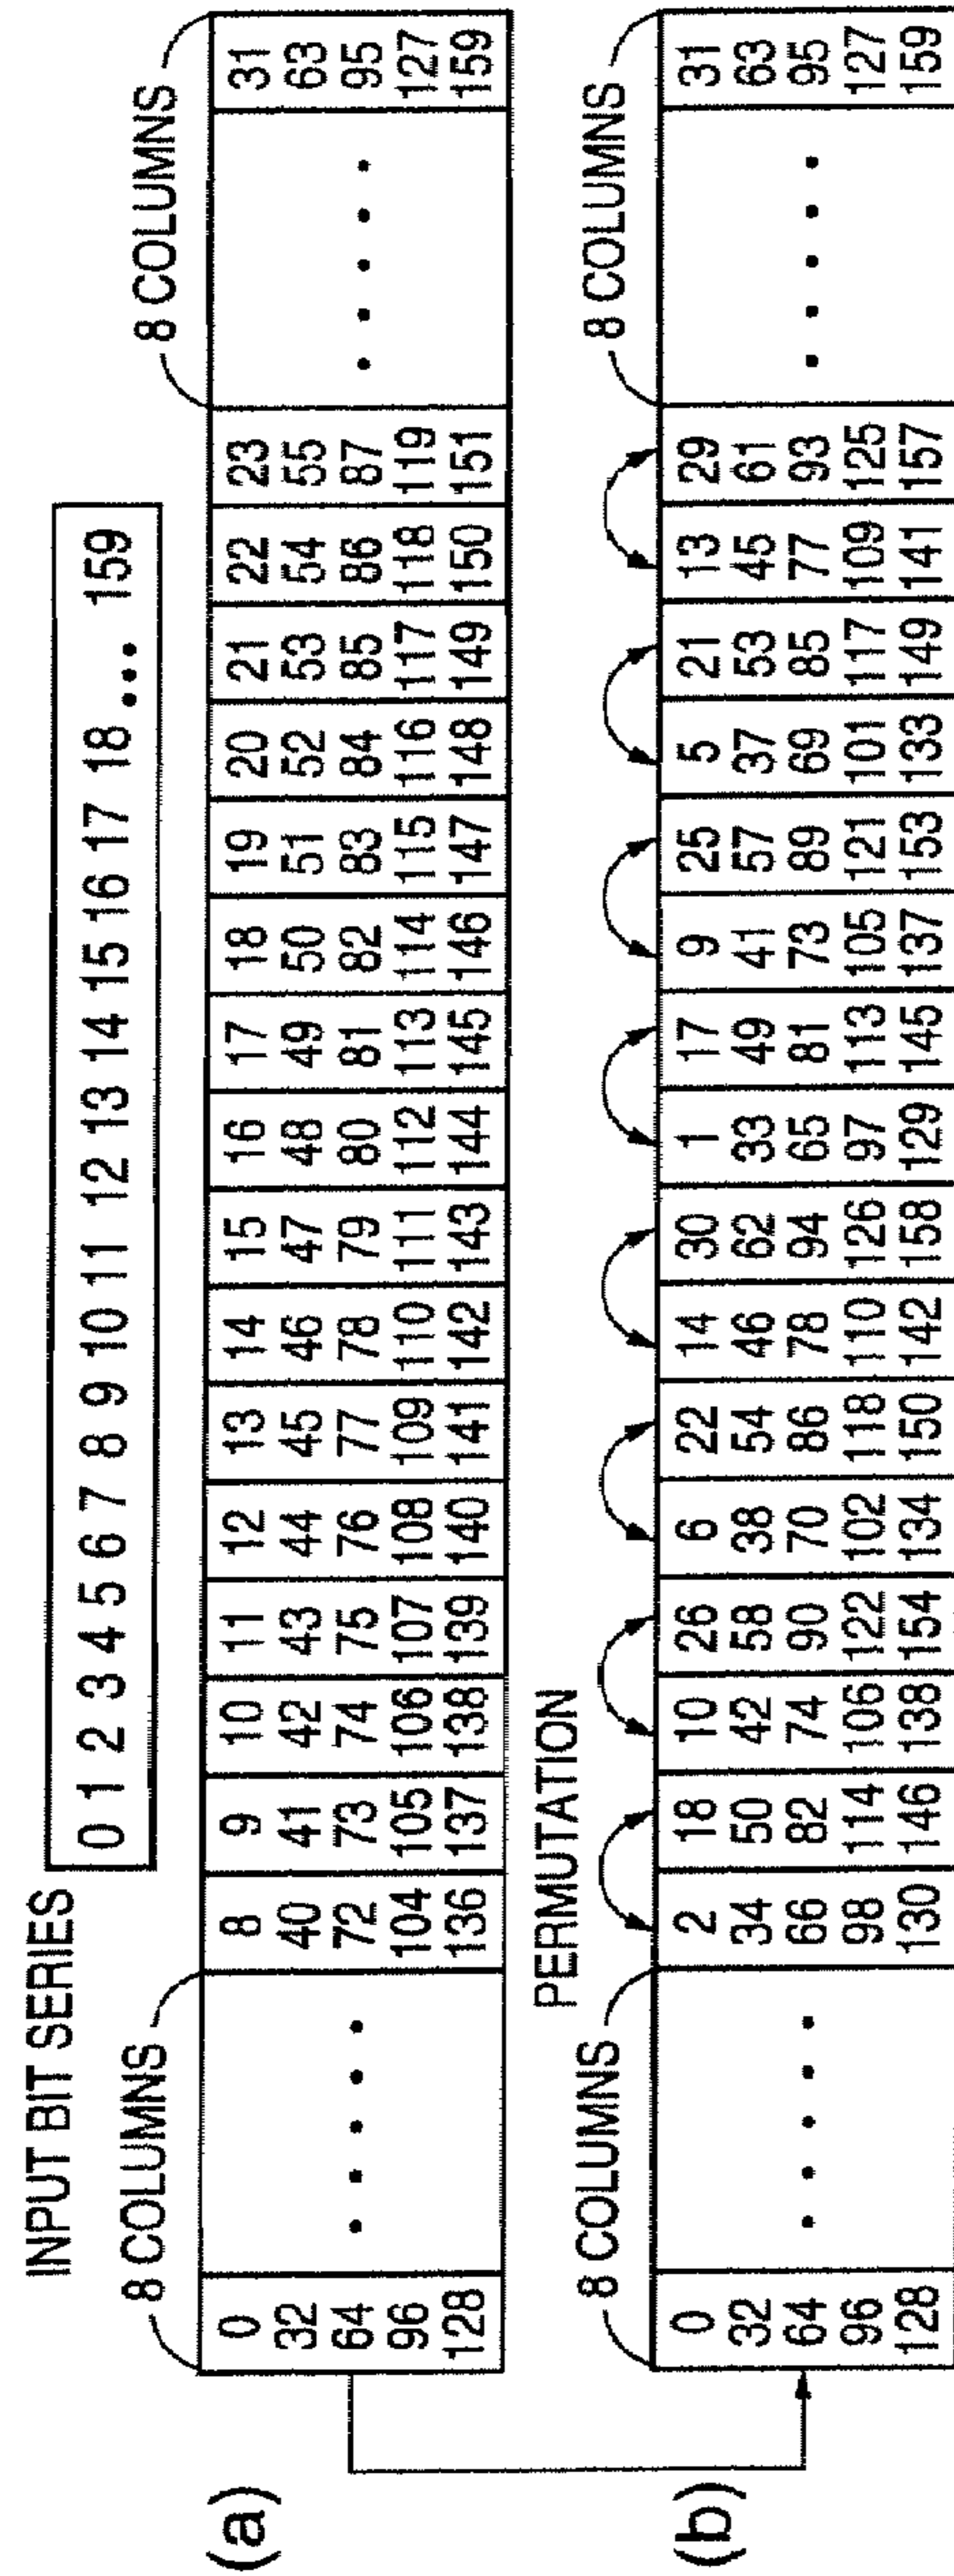 INPUT BIT SERIES
0 1 2 3 4 5 6 7 8 9 10 11 12 13 14 15 16 17 18 ... 159
8 COLUMNS 8 COLUMNS
(a)
0 ..... 8 9 10 11 12 13 14 15 16 17 18 19 20 21 22 23 ..... 31
32 40 41 42 43 44 45 46 47 48 49 50 51 52 53 54 55 63
64 72 73 74 75 76 77 78 79 80 81 82 83 84 85 86 87 95
96 104 105 106 107 108 109 110 111 112 113 114 115 116 117 118 119 127
128 136 137 138 139 140 141 142 143 144 145 146 147 148 149 150 151 159
PERMUTATION
8 COLUMNS 8 COLUMNS
(b)
0 ..... 2 18 10 26 6 22 14 30 1 17 9 25 5 21 13 29 ..... 31
32 34 50 42 58 38 54 46 62 33 49 41 57 37 53 45 61 63
64 66 82 74 90 70 86 78 94 65 81 73 89 69 85 77 93 95
96 98 114 106 122 102 118 110 126 97 113 105 121 101 117 109 125 127
128 130 146 138 154 134 150 142 158 129 145 137 153 133 149 141 157 159